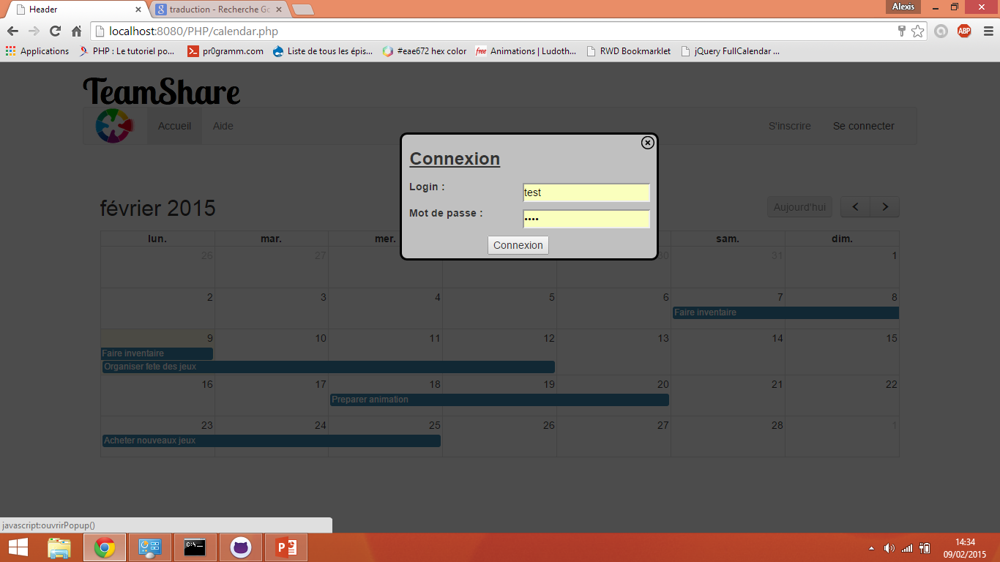 Header
traduction - Recherche Go
Alexis
localhost:8080/PHP/calendar.php
ABP
Applications
PHP : Le tutoriel po...
pr0gramm.com
Liste de tous les épis...
#eae672 hex color
free
Animations | Ludoth...
RWD Bookmarklet
jQuery FullCalendar ...
TeamShare
Accueil
Aide
S'inscrire
Se connecter
Connexion
Login :
test
Mot de passe :
••••
Connexion
février 2015
Aujourd'hui
lun. mar. mer. sam. dim.
26 27 30 31 1
2 3 4 5 6 7 8
Faire inventaire
9 10 11 12 13 14 15
Faire inventaire
Organiser fete des jeux
16 17 18 19 20 21 22
Preparer animation
23 24 25 26 27 28 1
Acheter nouveaux jeux
javascript:ouvrirPopup()
14:34
09/02/2015